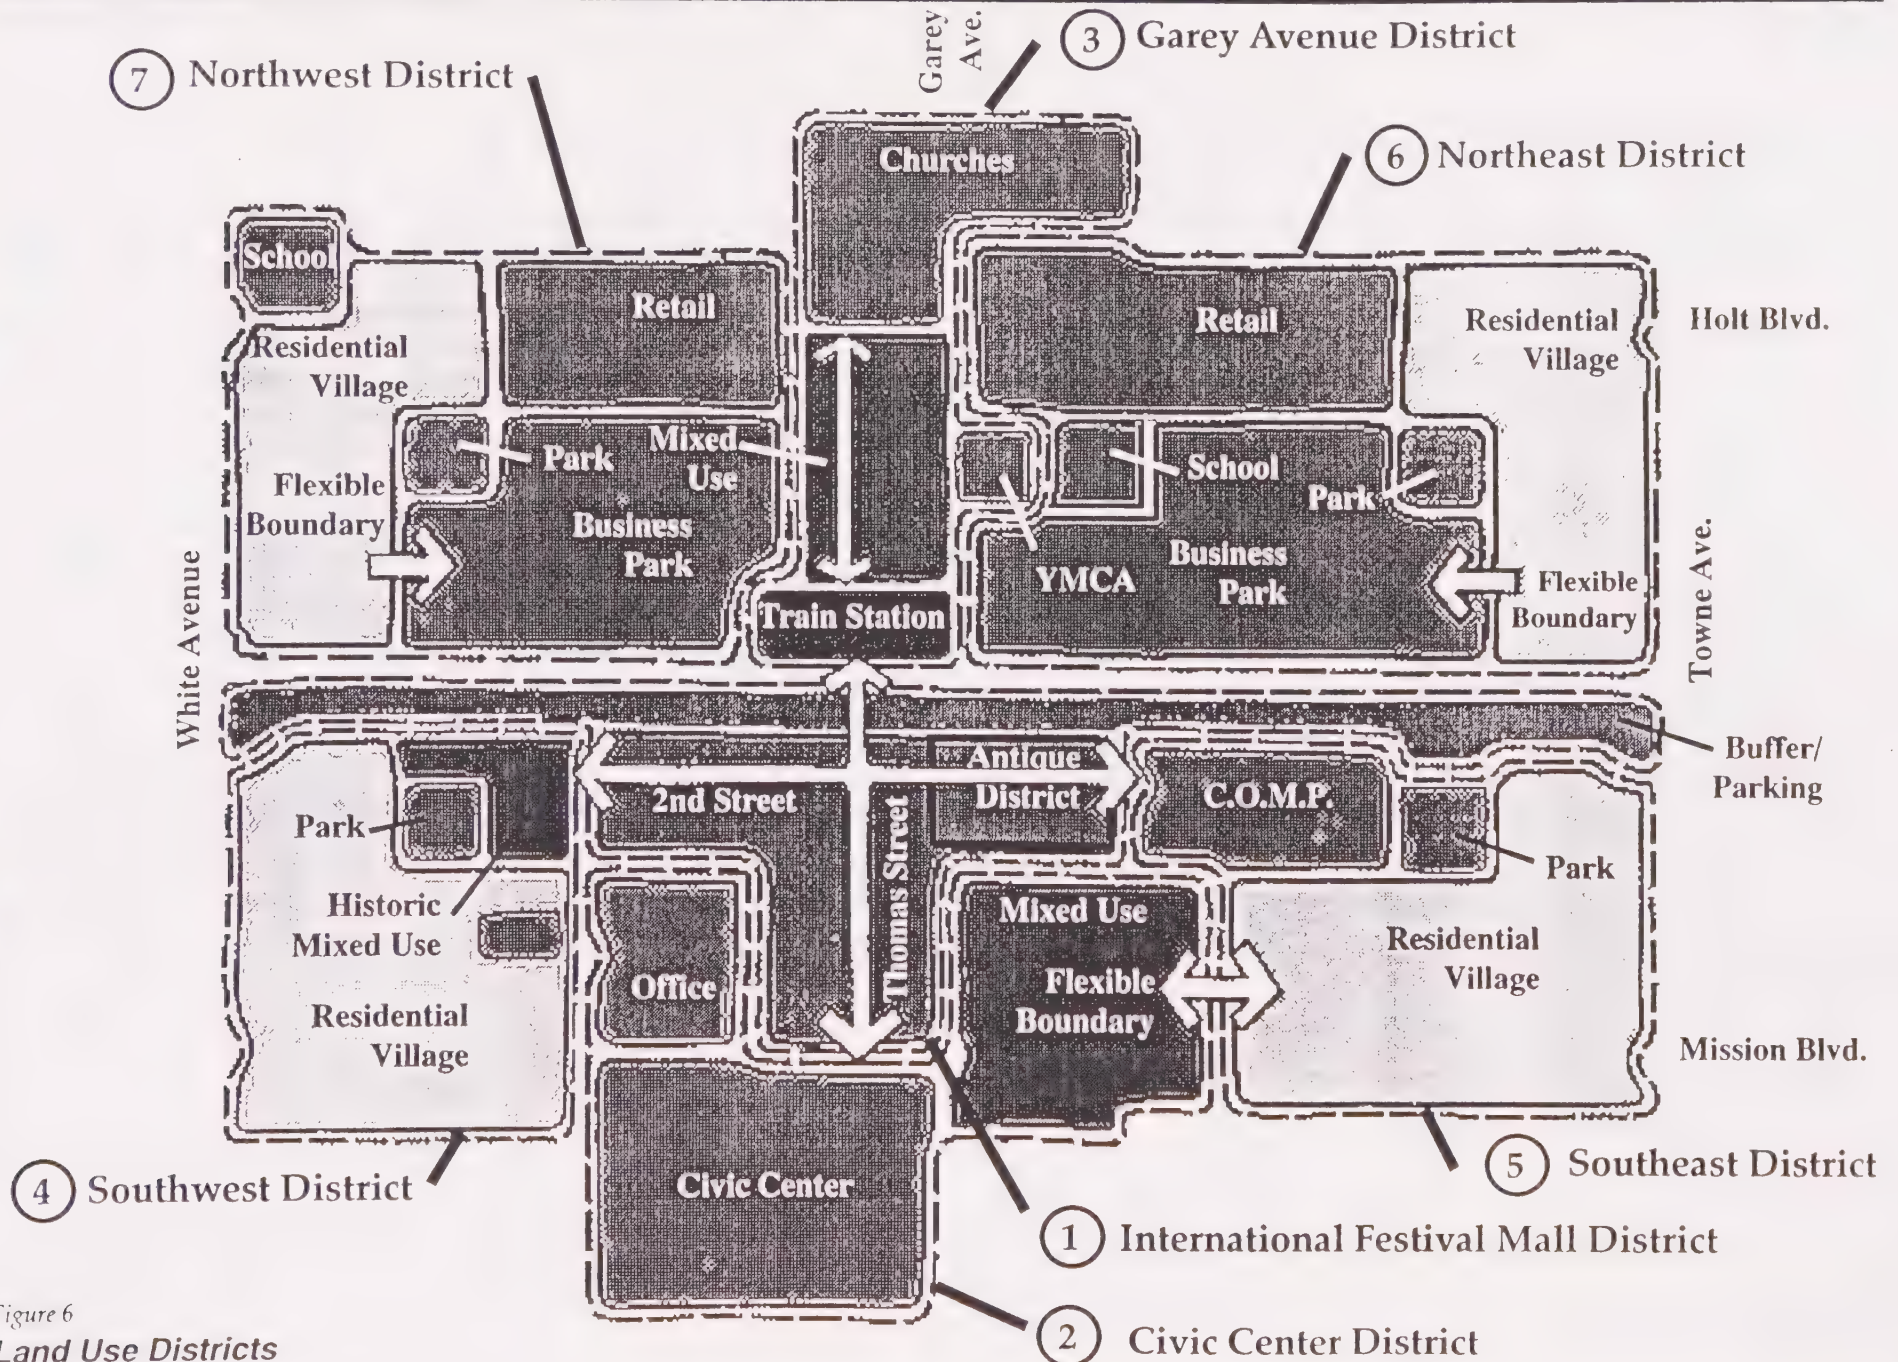 Garey
Ave.
3 Garey Avenue District
7 Northwest District
6 Northeast District
Churches
School
Retail
Retail
Residential
Village
Holt Blvd.
Residential
Village
Mixed
Use
Park
School
Park
Flexible
Boundary
Business
Park
YMCA
Business
Park
Flexible
Boundary
Train Station
White Avenue
Towne Ave.
Buffer/
Parking
Antique
District
2nd Street
C.O.M.P.
Park
Thomas Street
Park
Historic
Mixed Use
Mixed Use
Office
Flexible
Boundary
Residential
Village
Residential
Village
Mission Blvd.
4 Southwest District
Civic Center
5 Southeast District
1 International Festival Mall District
2 Civic Center District
igure 6
Land Use Districts